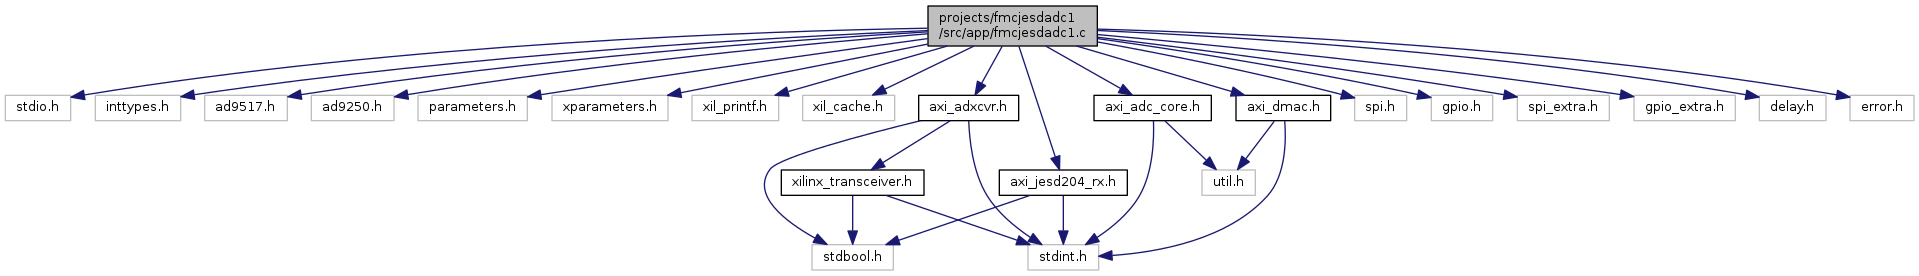 projects/fmcjesdadc1
/src/app/fmcjesdadc1.c
stdio.h
inttypes.h
ad9517.h
ad9250.h
parameters.h
xparameters.h
xil_printf.h
xil_cache.h
axi_adxcvr.h
axi_adc_core.h
axi_dmac.h
spi.h
gpio.h
spi_extra.h
gpio_extra.h
delay.h
error.h
xilinx_transceiver.h
axi_jesd204_rx.h
util.h
stdbool.h
stdint.h